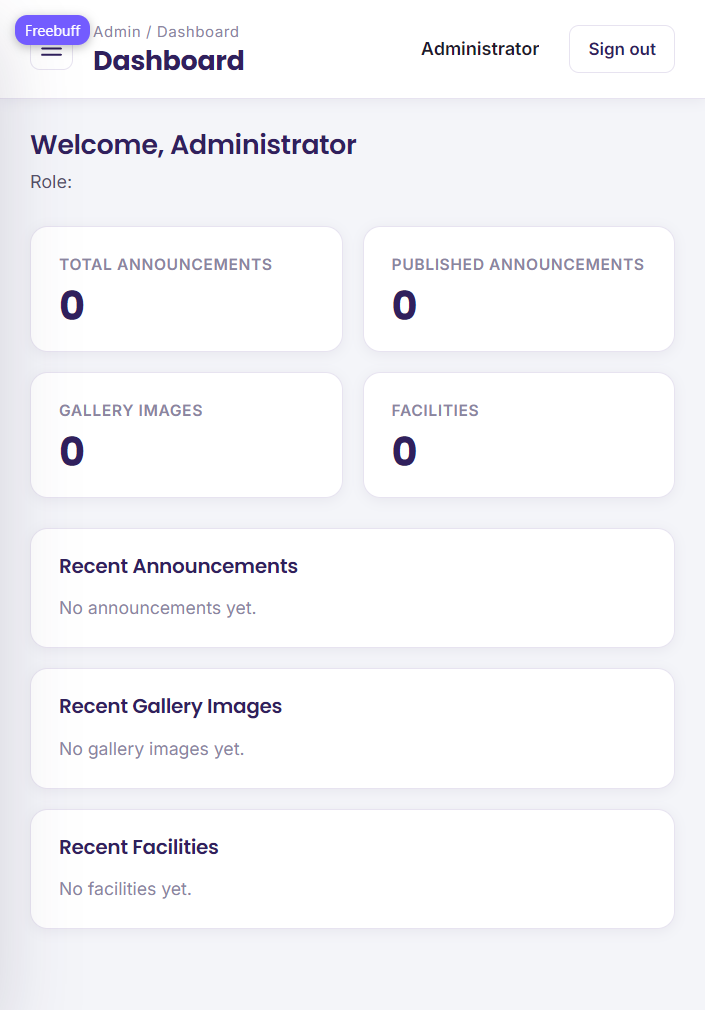 Freebuff
Admin / Dashboard
Dashboard
Administrator
Sign out
Welcome, Administrator
Role:
TOTAL ANNOUNCEMENTS
0
PUBLISHED ANNOUNCEMENTS
0
GALLERY IMAGES
0
FACILITIES
0
Recent Announcements
No announcements yet.
Recent Gallery Images
No gallery images yet.
Recent Facilities
No facilities yet.